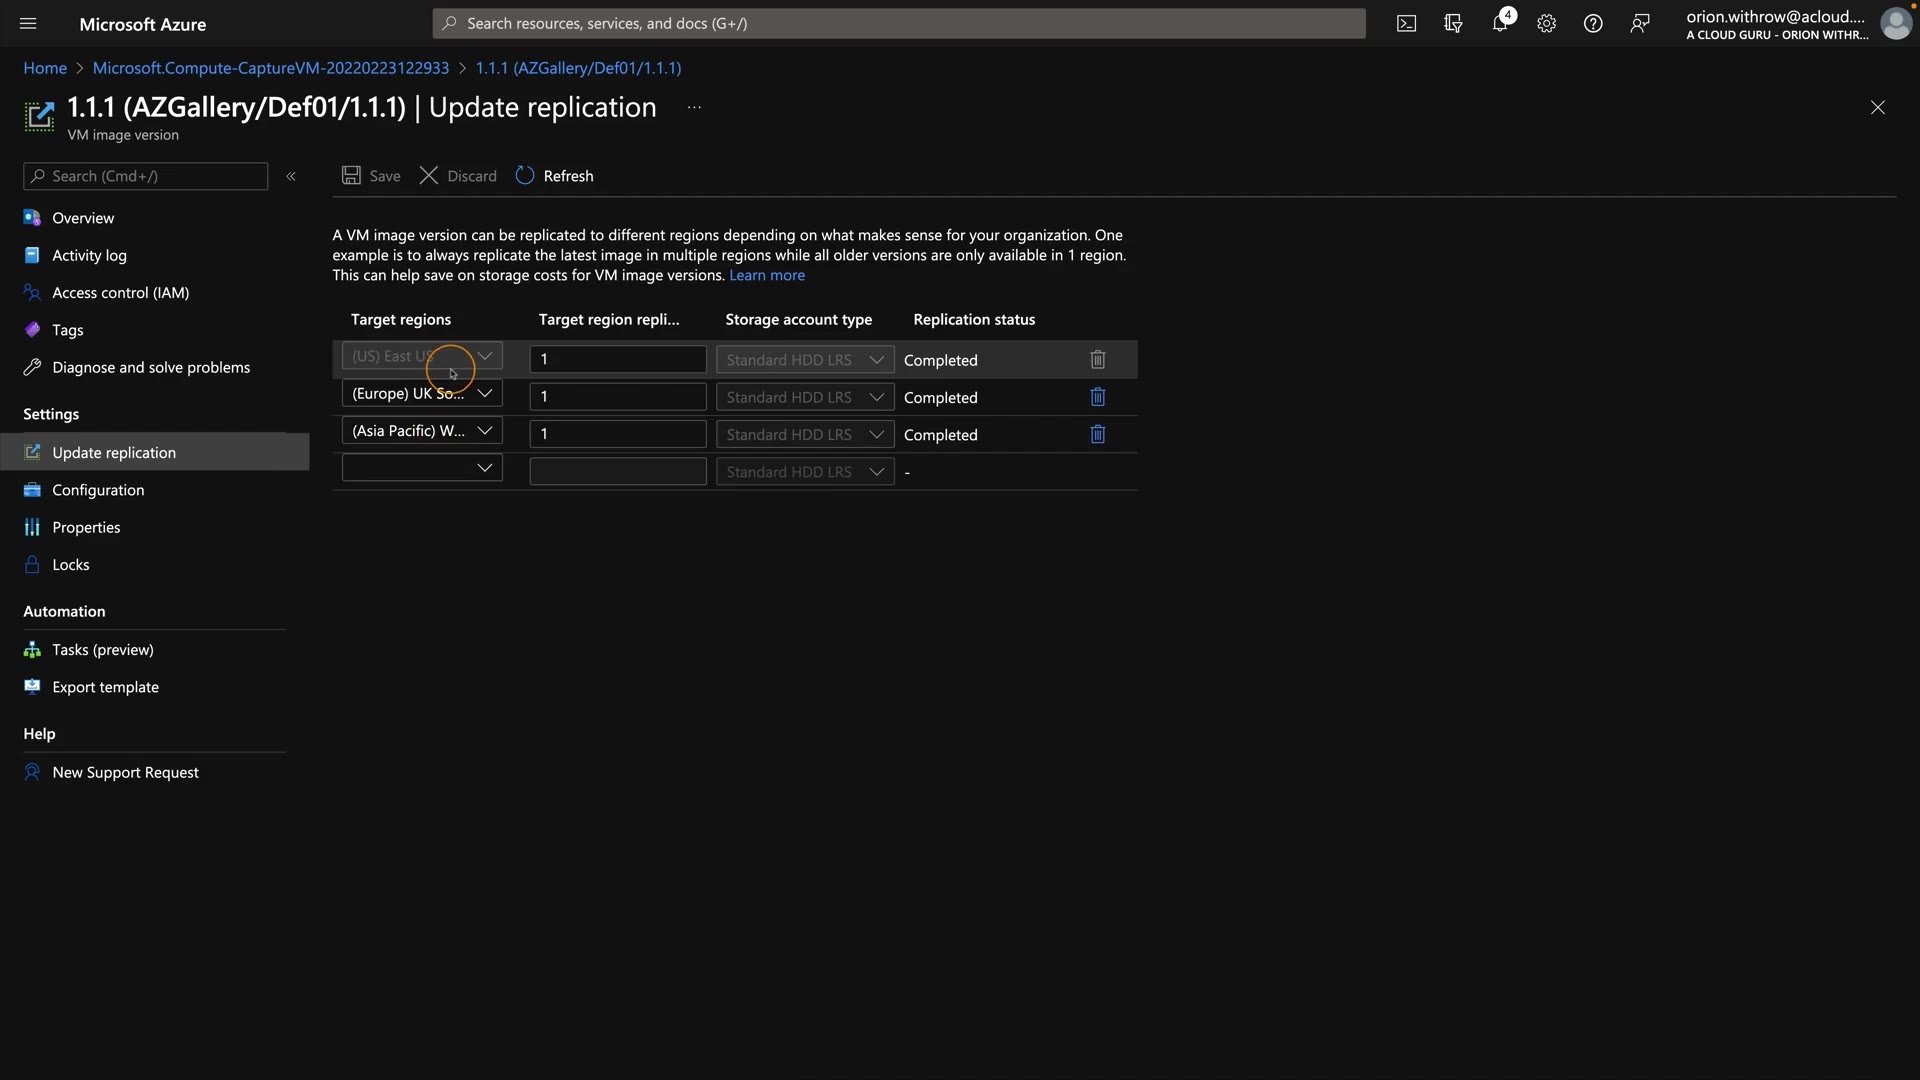 Microsoft Azure
Search resources, services, and docs (G+/)
4
orion.withrow@acloud....
A CLOUD GURU - ORION WITHR...
Home > Microsoft.Compute-CaptureVM-20220223122933 > 1.1.1 (AZGallery/Def01/1.1.1)
1.1.1 (AZGallery/Def01/1.1.1) | Update replication ...
VM image version
Search (Cmd+/)
«
Save
Discard
Refresh
Overview
Activity log
Access control (IAM)
Tags
Diagnose and solve problems
Settings
Update replication
Configuration
Properties
Locks
Automation
Tasks (preview)
Export template
Help
New Support Request
A VM image version can be replicated to different regions depending on what makes sense for your organization. One
example is to always replicate the latest image in multiple regions while all older versions are only available in 1 region.
This can help save on storage costs for VM image versions. Learn more
Target regions Target region repli... Storage account type Replication status
(US) East US 1 Standard HDD LRS Completed
(Europe) UK So... 1 Standard HDD LRS Completed
(Asia Pacific) W... 1 Standard HDD LRS Completed
Standard HDD LRS -